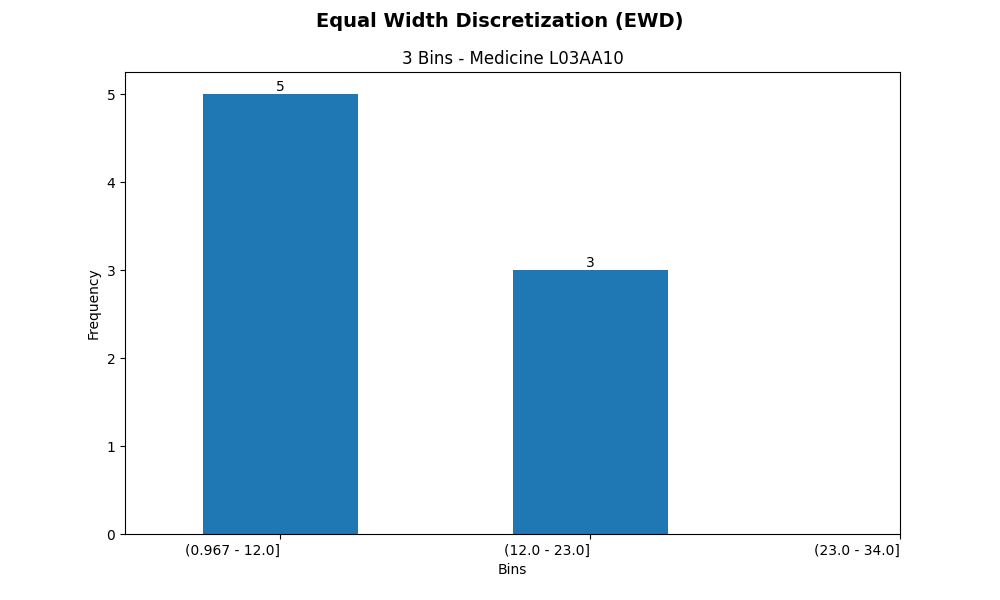 Equal Width Discretization (EWD)
3 Bins - Medicine L03AA10
5
3
5
4
3
2
1
0
Frequency
(0.967 - 12.0]
(12.0 - 23.0]
(23.0 - 34.0]
Bins